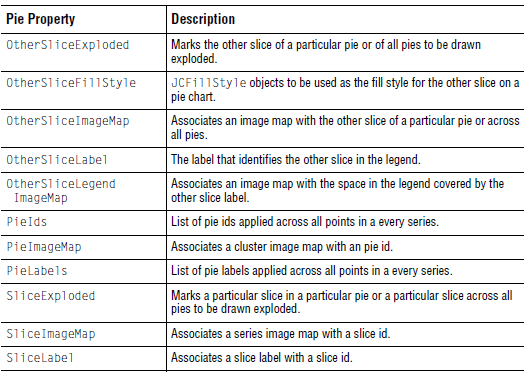 Pie Property Description
OtherSliceExploded Marks the other slice of a particular pie or of all pies to be drawn
exploded.
OtherSliceFillStyle JCFillStyle objects to be used as the fill style for the other slice on a
pie chart.
OtherSliceImageMap Associates an image map with the other slice of a particular pie or across
all pies.
OtherSliceLabel The label that identifies the other slice in the legend.
OtherSliceLegend Associates an image map with the space in the legend covered by the
ImageMap other slice label.
PieIds List of pie ids applied across all points in a every series.
PieImageMap Associates a cluster image map with an pie id.
PieLabels List of pie labels applied across all points in a every series.
SliceExploded Marks a particular slice in a particular pie or a particular slice across all
pies to be drawn exploded.
SliceImageMap Associates a series image map with a slice id.
SliceLabel Associates a slice label with a slice id.